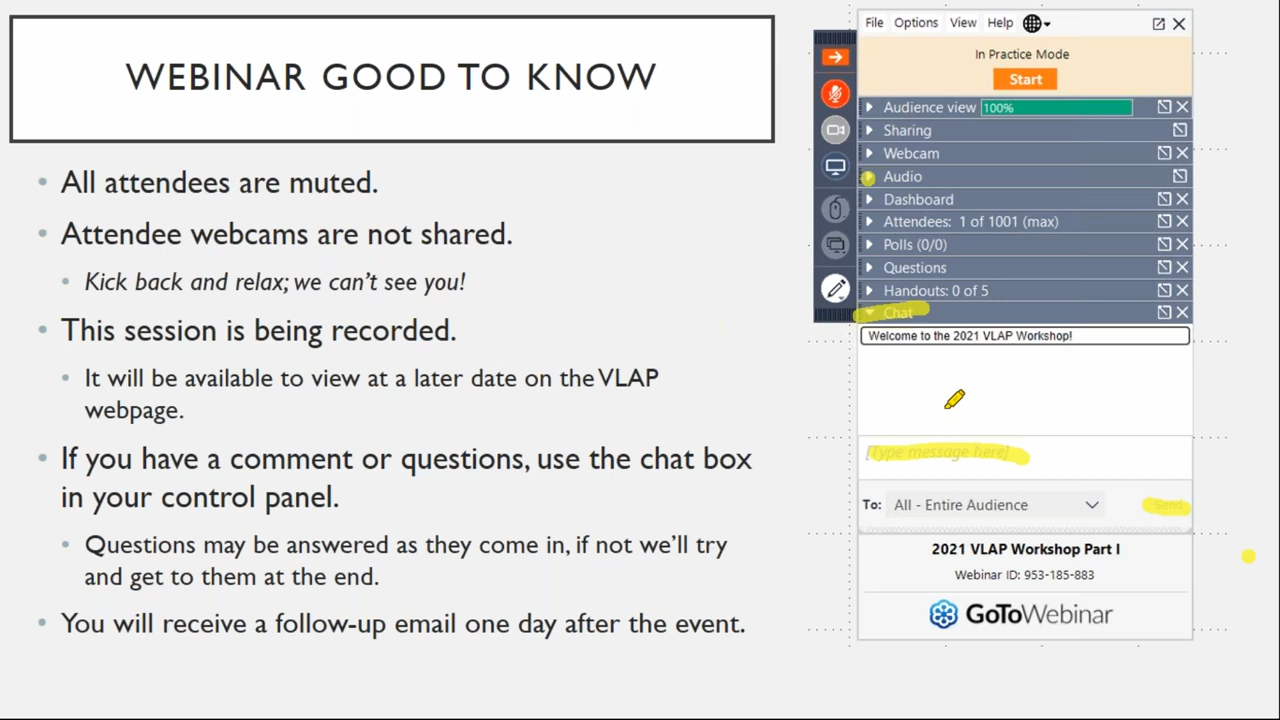 WEBINAR GOOD TO KNOW
All attendees are muted.
Attendee webcams are not shared.
Kick back and relax; we can't see you!
This session is being recorded.
It will be available to view at a later date on the VLAP
webpage.
If you have a comment or questions, use the chat box
in your control panel.
Questions may be answered as they come in, if not we'll try
and get to them at the end.
You will receive a follow-up email one day after the event.
File Options View Help
In Practice Mode
Start
Audience view 100%
Sharing
Webcam
Audio
Dashboard
Attendees: 1 of 1001 (max)
Polls (0/0)
Questions
Handouts: 0 of 5
Chat
Welcome to the 2021 VLAP Workshop!
[Type message here]
To: All - Entire Audience Send
2021 VLAP Workshop Part I
Webinar ID: 953-185-883
GoToWebinar